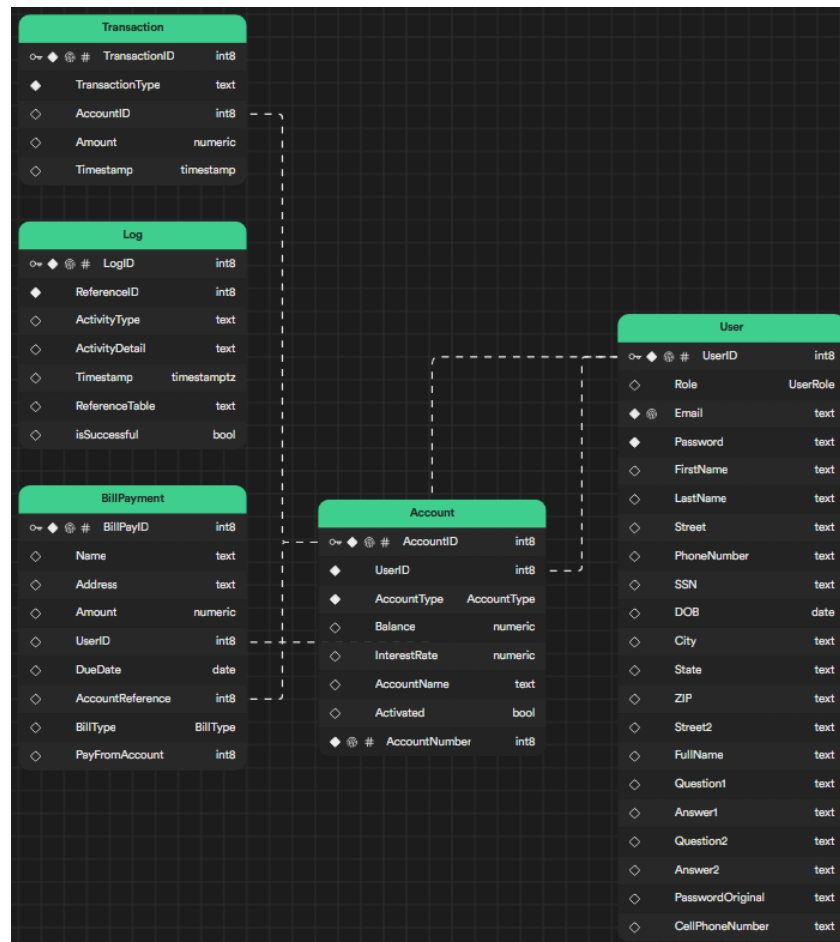 Transaction
# TransactionID int8
TransactionType text
AccountID int8
Amount numeric
Timestamp timestamp
Log
# LogID int8
ReferenceID int8
ActivityType text
ActivityDetail text
Timestamp timestamptz
ReferenceTable text
isSuccessful bool
BillPayment
# BillPayID int8
Name text
Address text
Amount numeric
UserID int8
DueDate date
AccountReference int8
BillType BillType
PayFromAccount int8
Account
# AccountID int8
UserID int8
AccountType AccountType
Balance numeric
InterestRate numeric
AccountName text
Activated bool
# AccountNumber int8
User
# UserID int8
Role UserRole
Email text
Password text
FirstName text
LastName text
Street text
PhoneNumber text
SSN text
DOB date
City text
State text
ZIP text
Street2 text
FullName text
Question1 text
Answer1 text
Question2 text
Answer2 text
PasswordOriginal text
CellPhoneNumber text